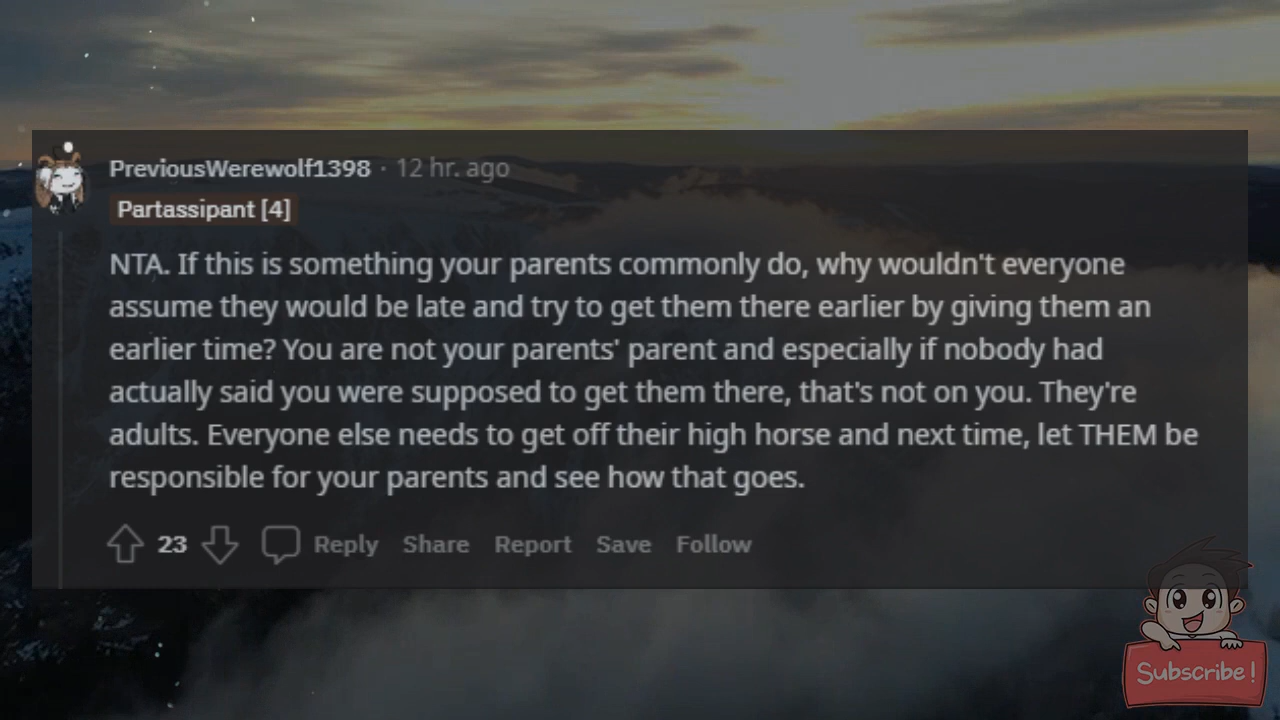 PreviousWerewolf1398 · 12 hr. ago
Partassipant [4]
NTA. If this is something your parents commonly do, why wouldn't everyone
assume they would be late and try to get them there earlier by giving them an
earlier time? You are not your parents' parent and especially if nobody had
actually said you were supposed to get them there, that's not on you. They're
adults. Everyone else needs to get off their high horse and next time, let THEM be
responsible for your parents and see how that goes.
23 Reply Share Report Save Follow
Subscribe!